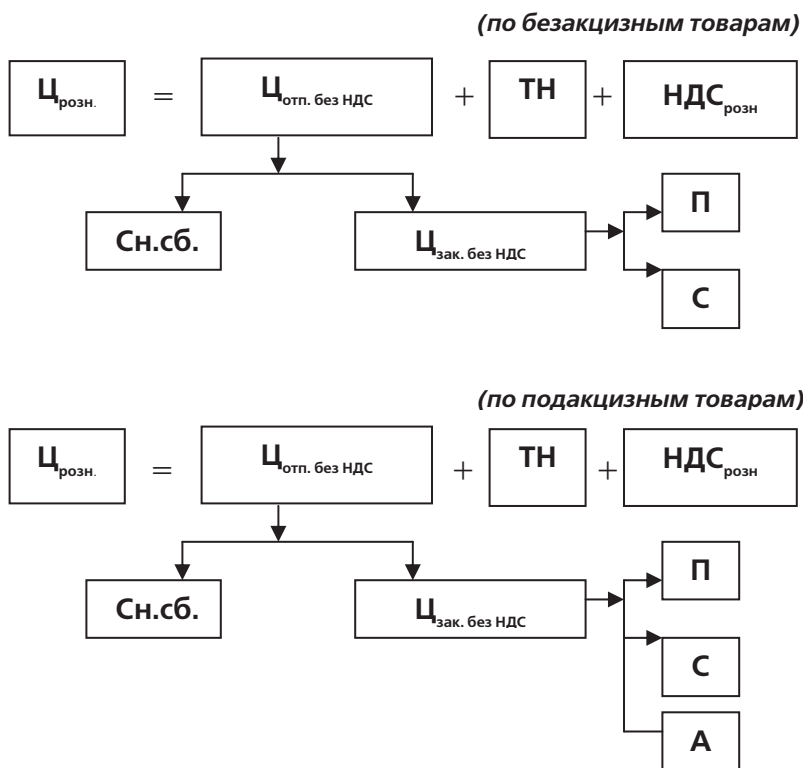 (по безакцизным товарам)
Ц розн. = Ц отп. без НДС + ТН + НДС розн
Сн.сб. Ц зак. без НДС П
С
(по подакцизным товарам)
Ц розн. = Ц отп. без НДС + ТН + НДС розн
Сн.сб. Ц зак. без НДС П
С
А